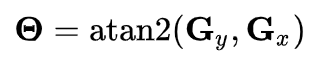 𝚯 = atan2(𝐆_y, 𝐆_x)